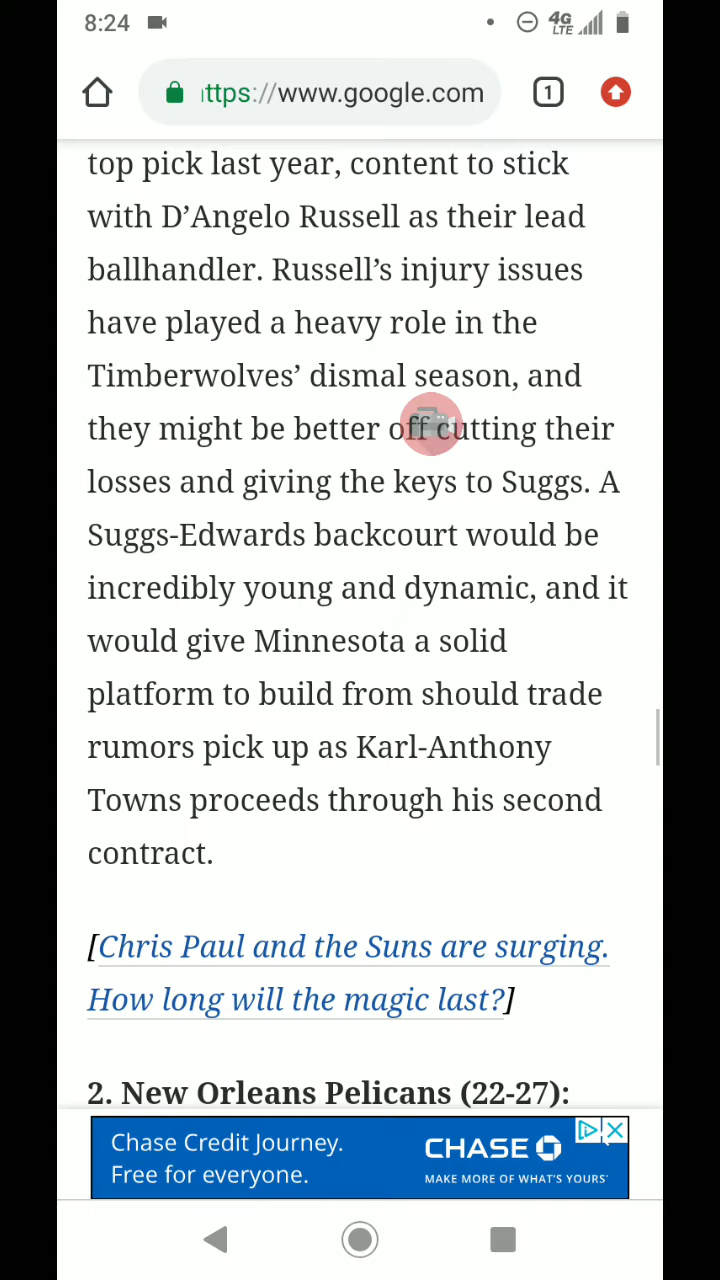 8:24
4G
LTE
ttps://www.google.com
1
top pick last year, content to stick
with D’Angelo Russell as their lead
ballhandler. Russell’s injury issues
have played a heavy role in the
Timberwolves’ dismal season, and
they might be better off cutting their
losses and giving the keys to Suggs. A
Suggs-Edwards backcourt would be
incredibly young and dynamic, and it
would give Minnesota a solid
platform to build from should trade
rumors pick up as Karl-Anthony
Towns proceeds through his second
contract.
[Chris Paul and the Suns are surging.
How long will the magic last?]
2. New Orleans Pelicans (22-27):
Chase Credit Journey.
Free for everyone.
CHASE
MAKE MORE OF WHAT'S YOURS